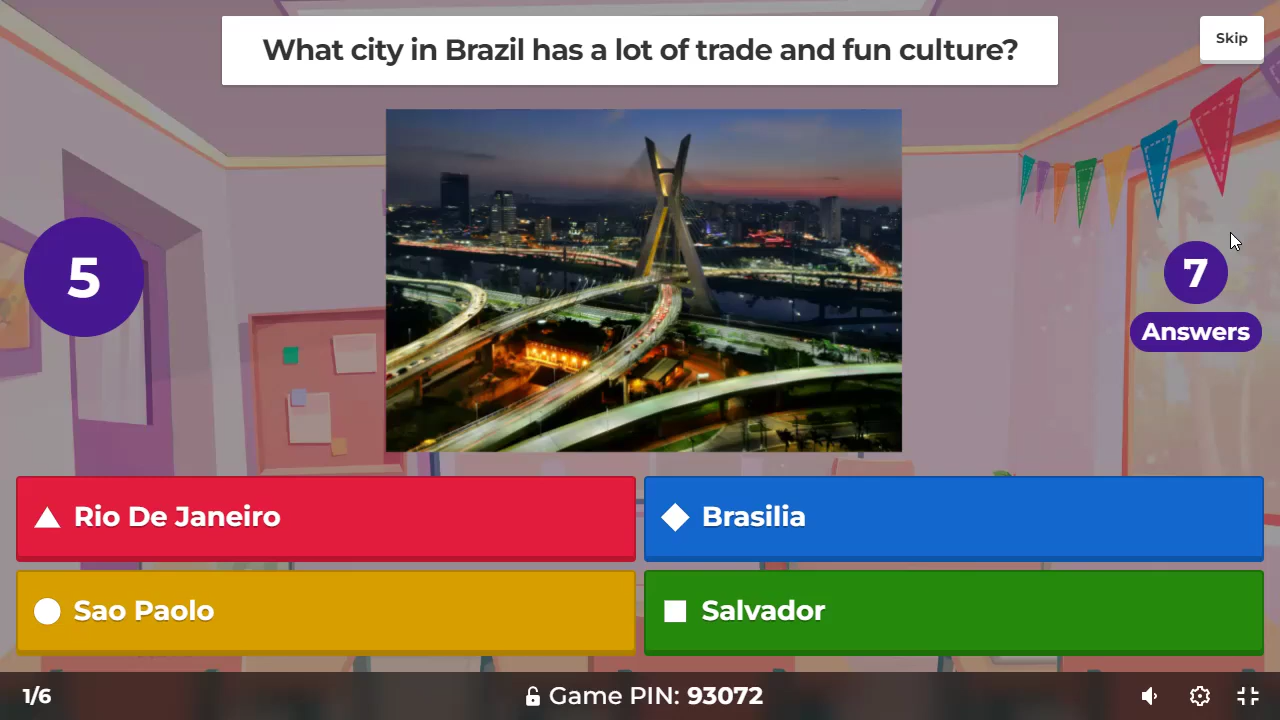 What city in Brazil has a lot of trade and fun culture?
Skip
5
7
Answers
Rio De Janeiro
Brasilia
Sao Paolo
Salvador
1/6
Game PIN: 93072